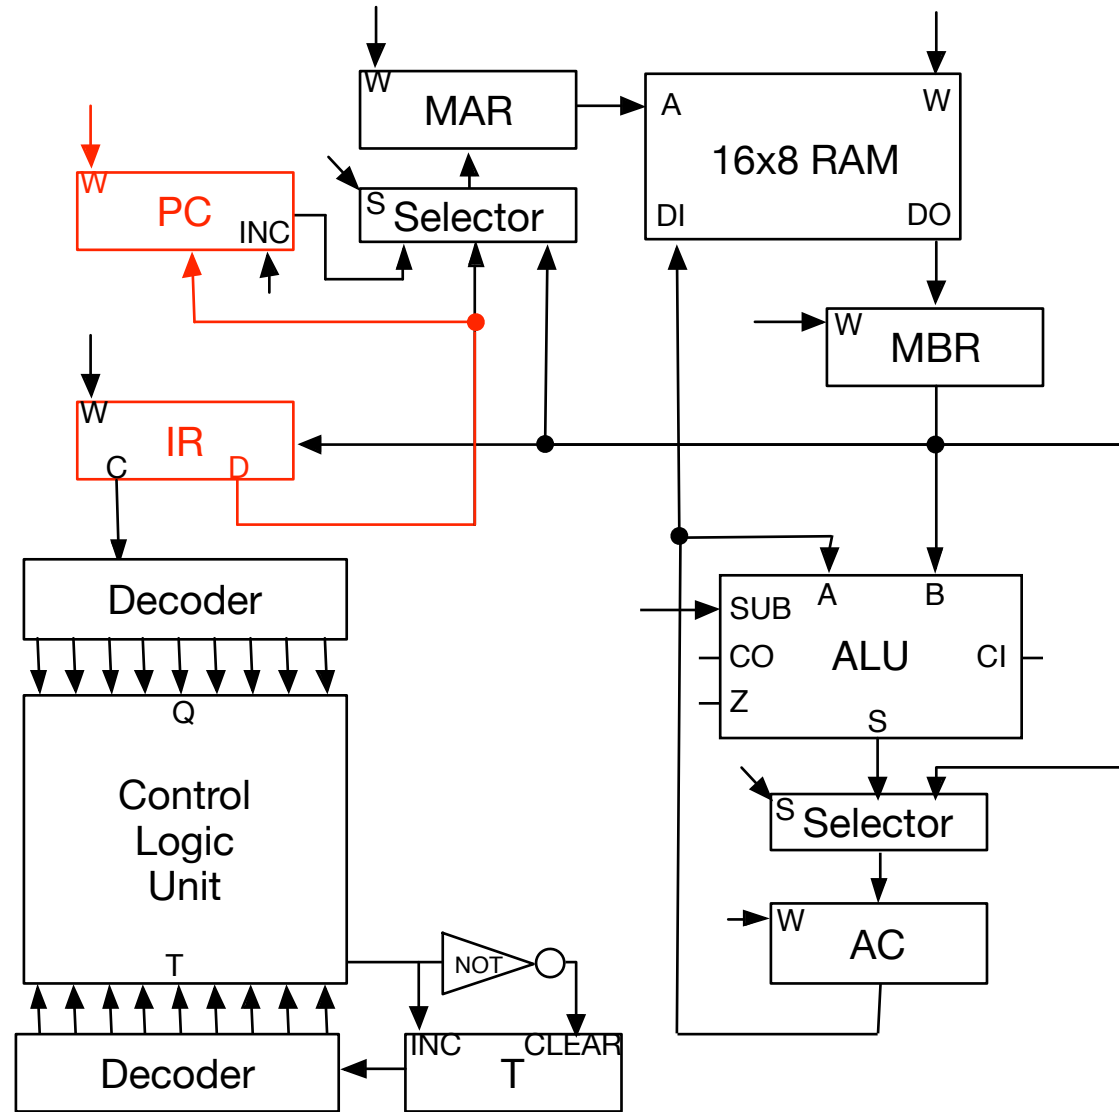 W
MAR
A
W
16x8 RAM
DI
DO
W
PC
INC
S
Selector
W
MBR
W
IR
C
D
Decoder
A
B
SUB
CO
ALU
CI
Z
S
Q
Control
Logic
Unit
T
S
Selector
W
AC
NOT
INC
CLEAR
T
Decoder